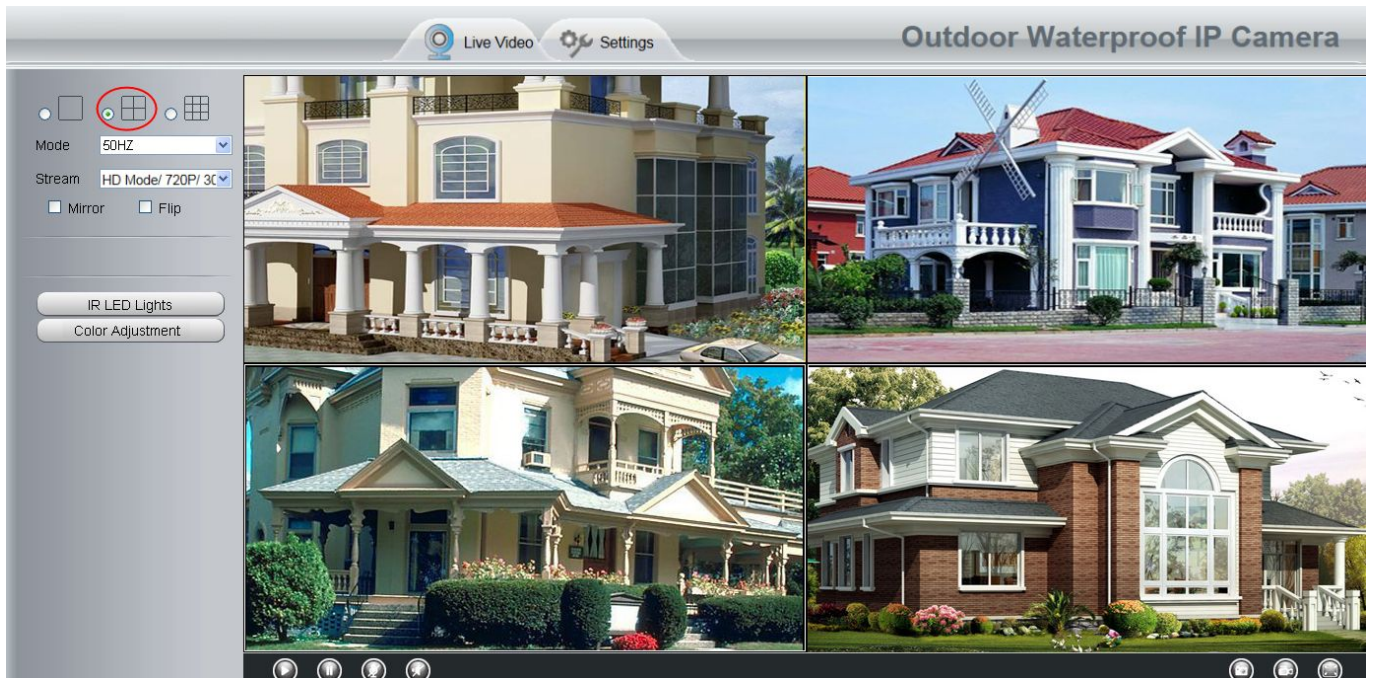 Live Video
Settings
Outdoor Waterproof IP Camera
Mode
50HZ
Stream
HD Mode/ 720P/ 30
Mirror
Flip
IR LED Lights
Color Adjustment